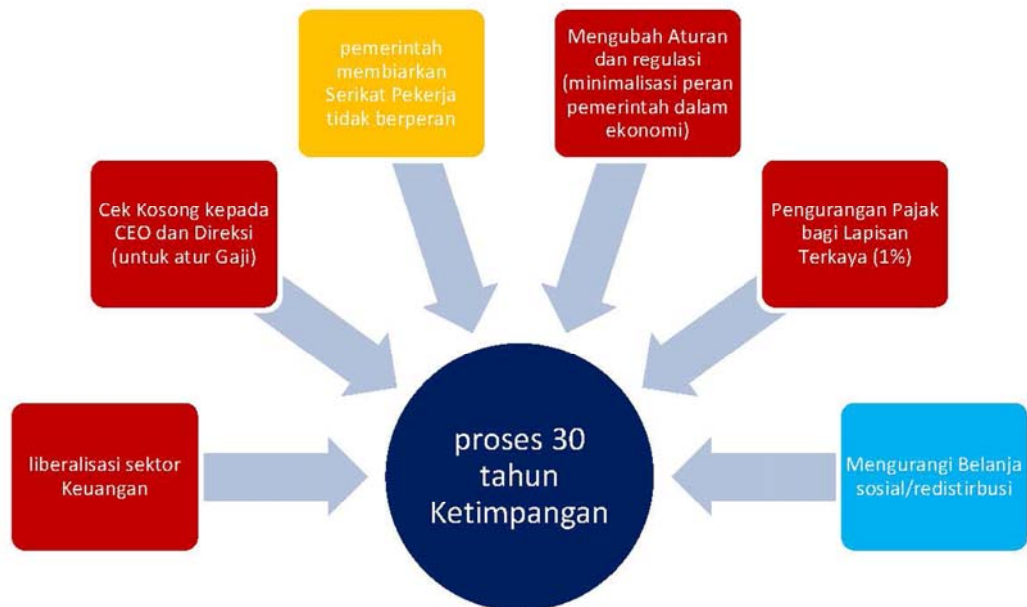 pemerintah
membiarkan
Serikat Pekerja
tidak berperan
Mengubah Aturan
dan regulasi
(minimalisasi peran
pemerintah dalam
ekonomi)
Cek Kosong kepada
CEO dan Direksi
(untuk atur Gaji)
Pengurangan Pajak
bagi Lapisan
Terkaya (1%)
liberalisasi sektor
Keuangan
proses 30
tahun
Ketimpangan
Mengurangi Belanja
sosial/redistirbusi